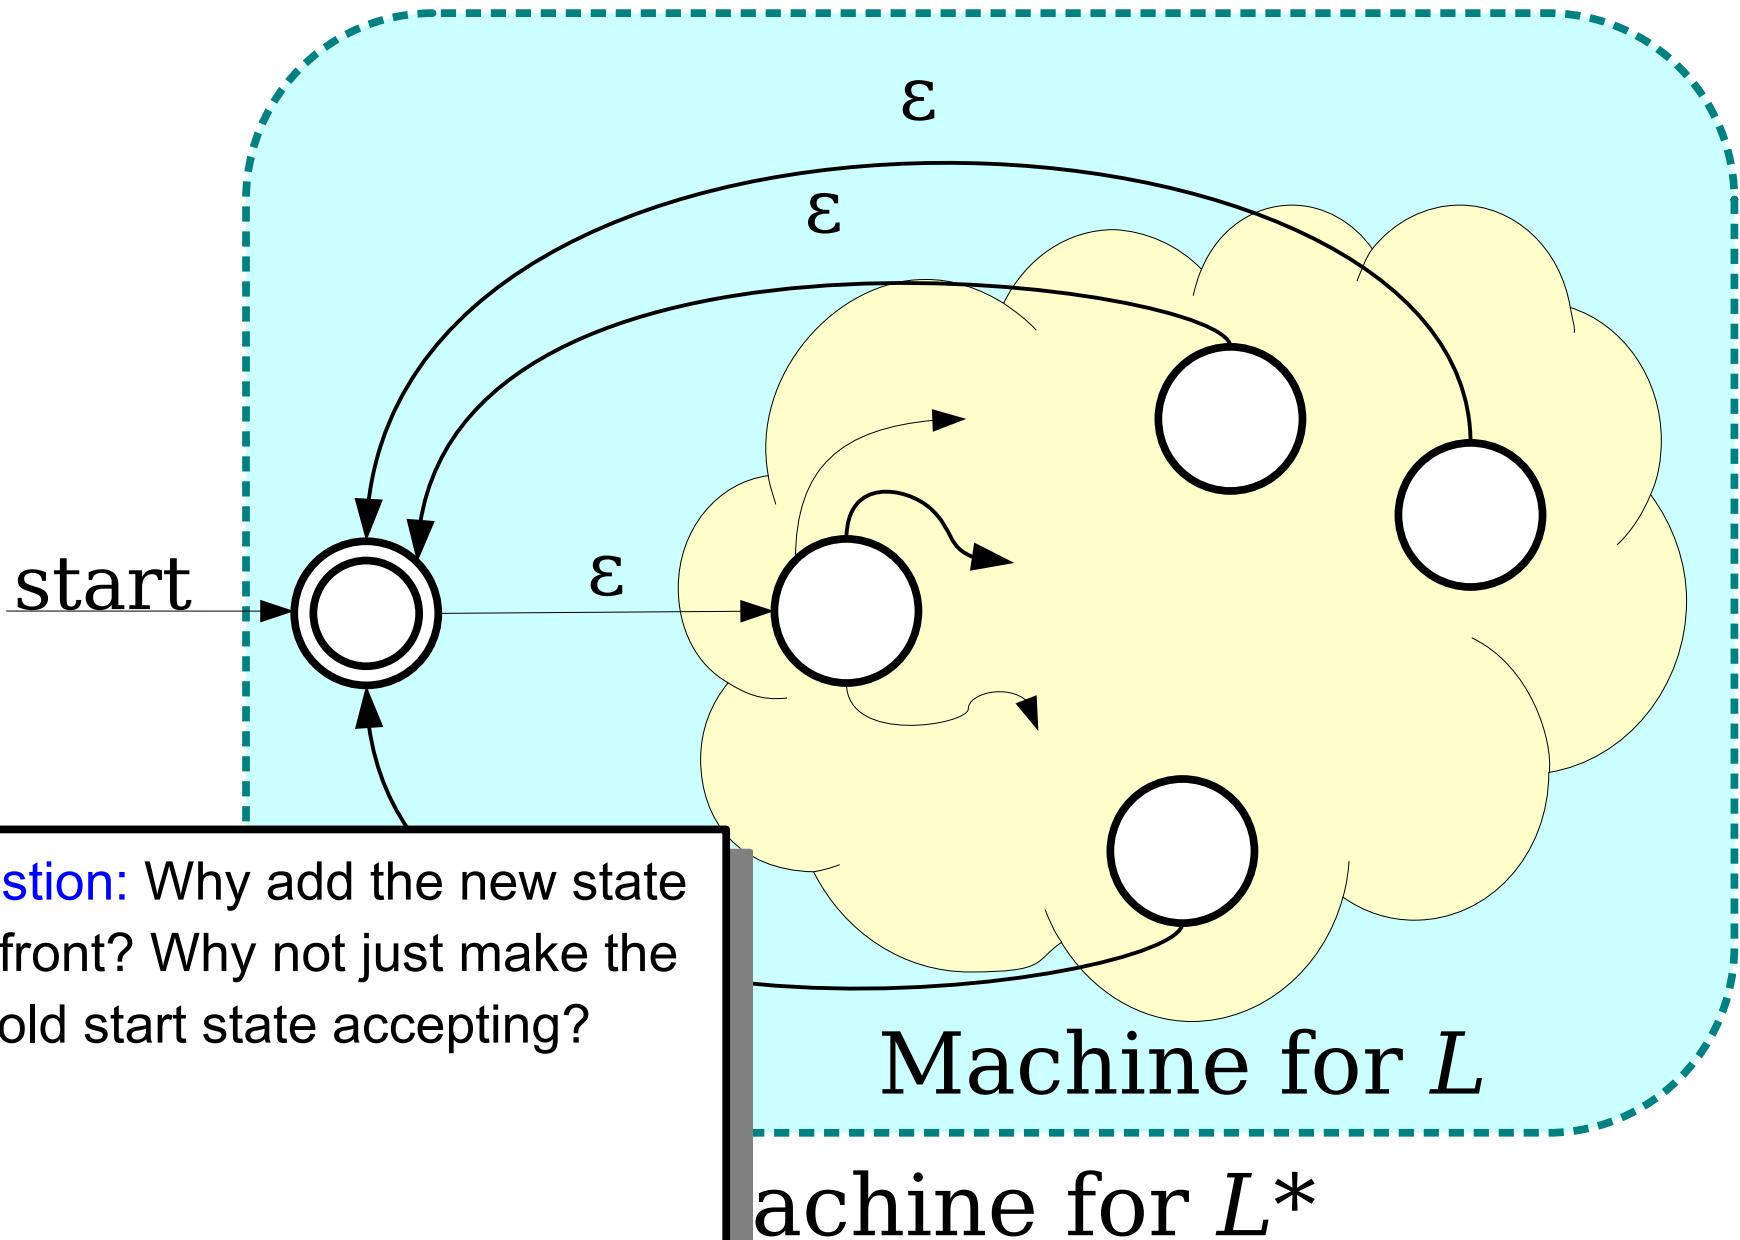 ε
ε
start
ε
stion: Why add the new state
front? Why not just make the
old start state accepting?
Machine for L
achine for L*